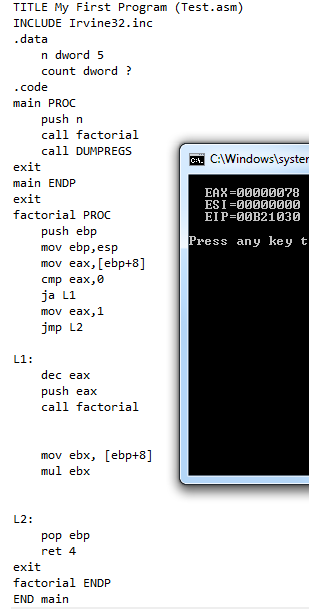 TITLE My First Program (Test.asm)
INCLUDE Irvine32.inc
.data
n dword 5
count dword ?
.code
main PROC
push n
call factorial
call DUMPREGS
exit
main ENDP
exit
factorial PROC
push ebp
mov ebp,esp
mov eax,[ebp+8]
cmp eax,0
ja L1
mov eax,1
jmp L2
L1:
dec eax
push eax
call factorial
mov ebx, [ebp+8]
mul ebx
L2:
pop ebp
ret 4
exit
factorial ENDP
END main
C:\Windows\system
EAX=00000078
ESI=00000000
EIP=00B21030
Press any key t